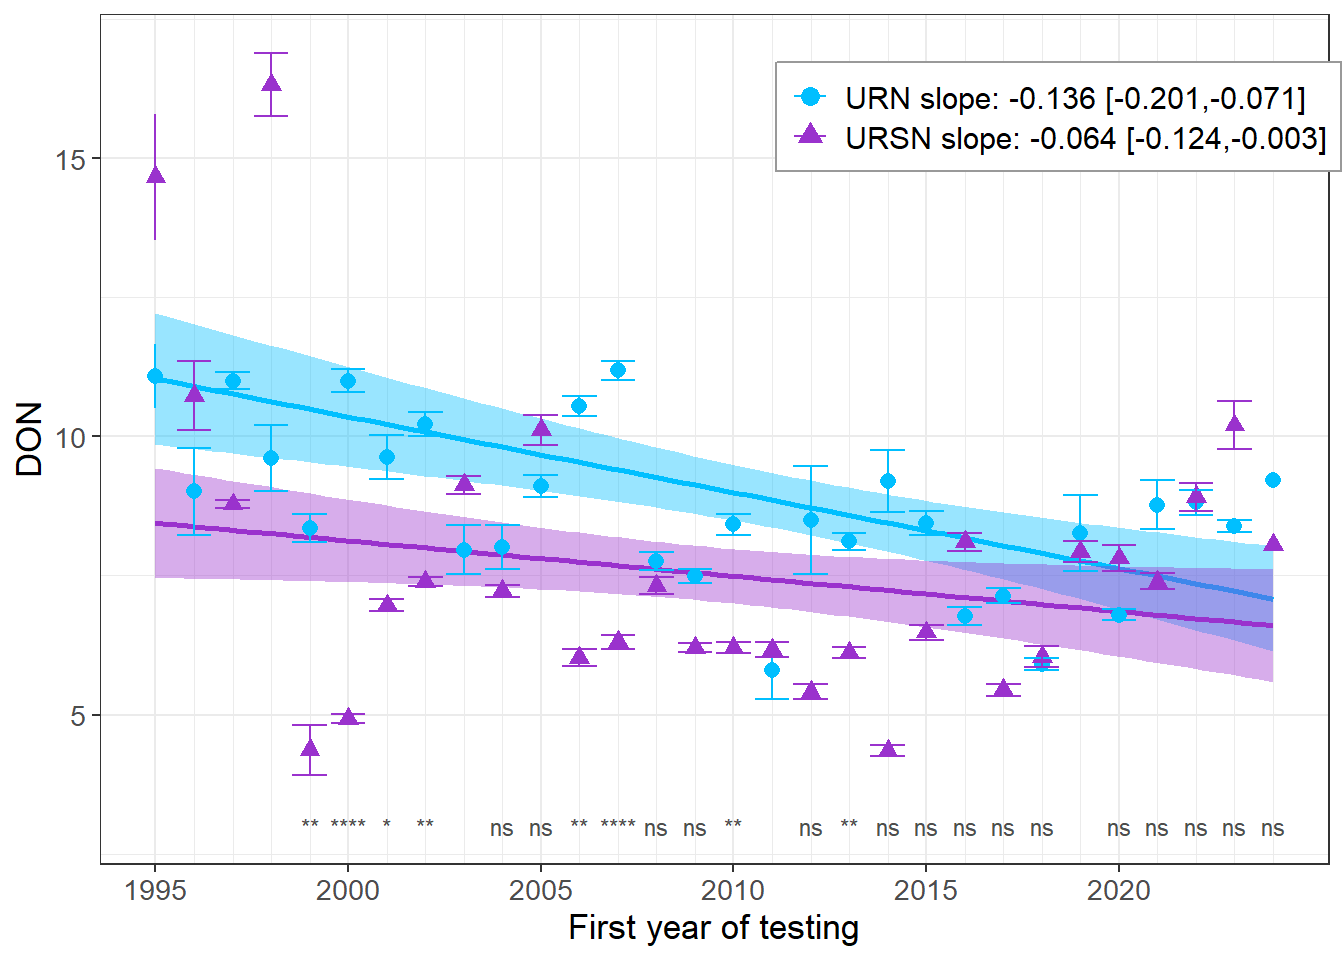 URN slope: -0.136 [-0.201,-0.071]
URSN slope: -0.064 [-0.124,-0.003]
15
10
5
DON
** **** * ** ns ns ** **** ns ns ** ns ** ns ns ns ns ns ns ns ns ns ns
1995 2000 2005 2010 2015 2020
First year of testing